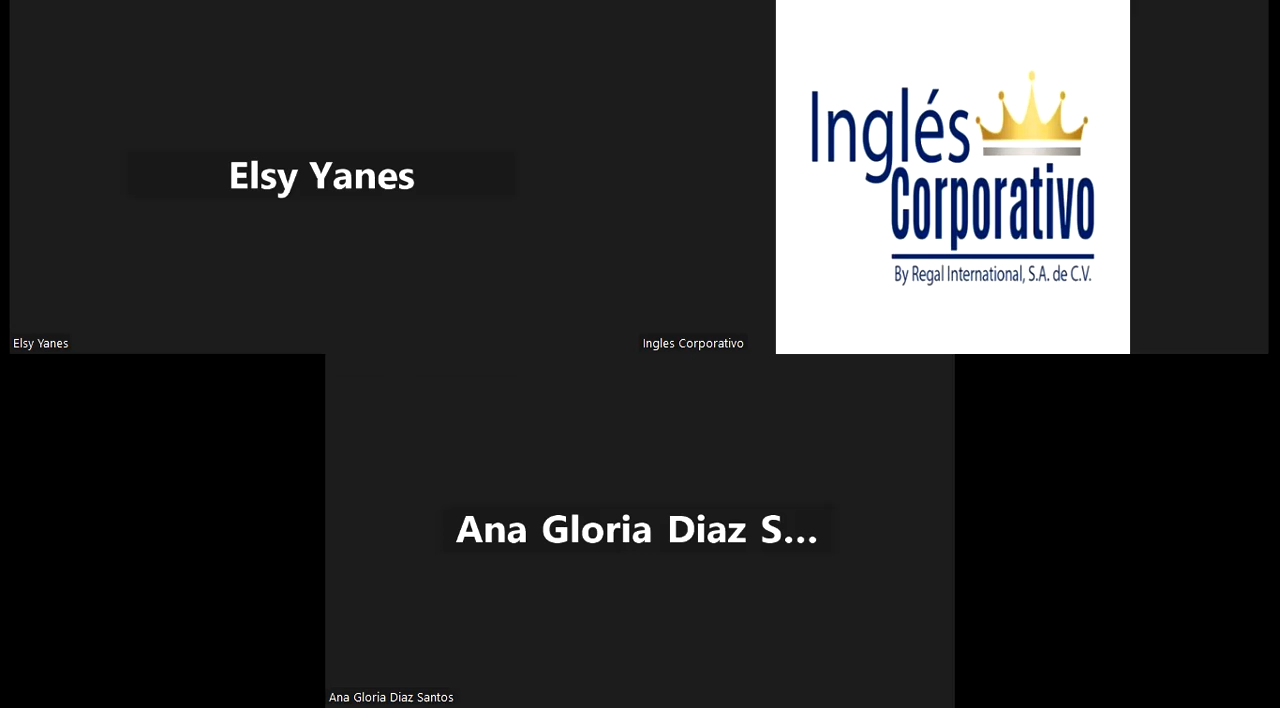 Elsy Yanes
Elsy Yanes
Inglés
Corporativo
By Regal International, S.A. de C.V.
Ingles Corporativo
Ana Gloria Diaz S...
Ana Gloria Diaz Santos